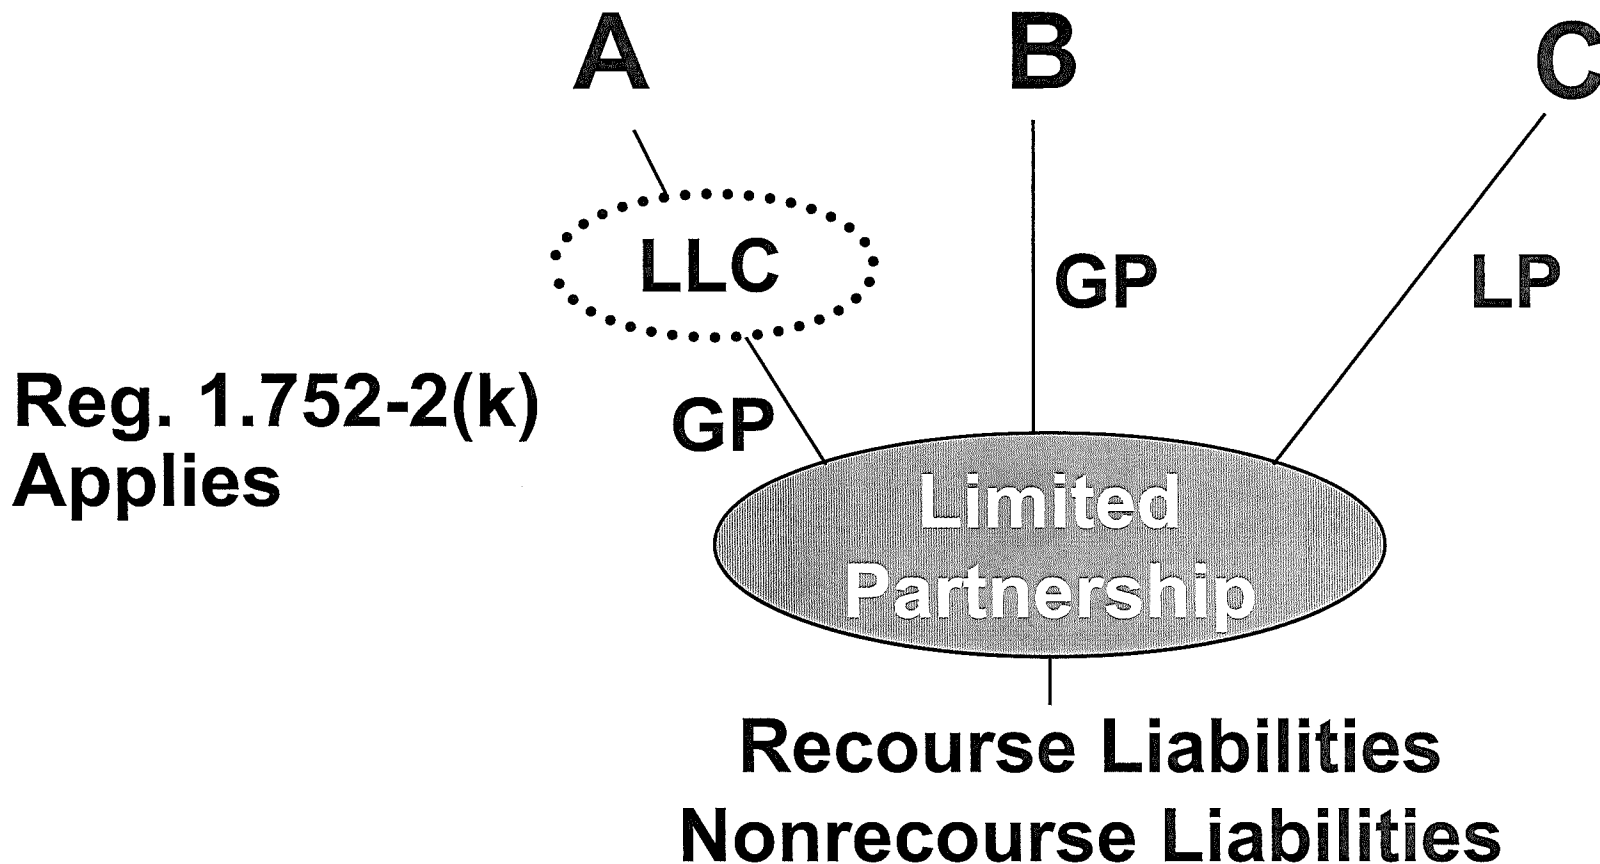 A
B
C
LLC
GP
LP
Reg. 1.752-2(k)
Applies
GP
Limited
Partnership
Recourse Liabilities
Nonrecourse Liabilities